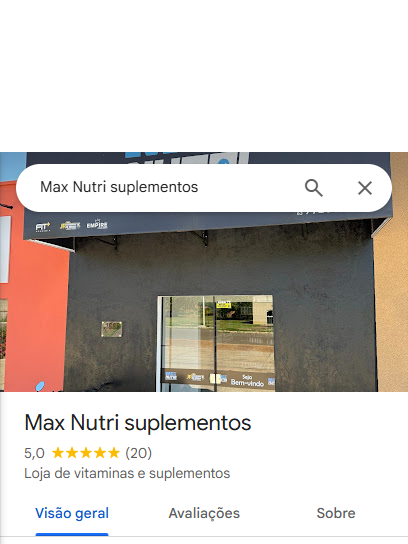 Max Nutri suplementos
FIT
EMPIRE
Seja
Bem-vindo
Max Nutri suplementos
5,0 ★★★★★ (20)
Loja de vitaminas e suplementos
Visão geral Avaliações Sobre